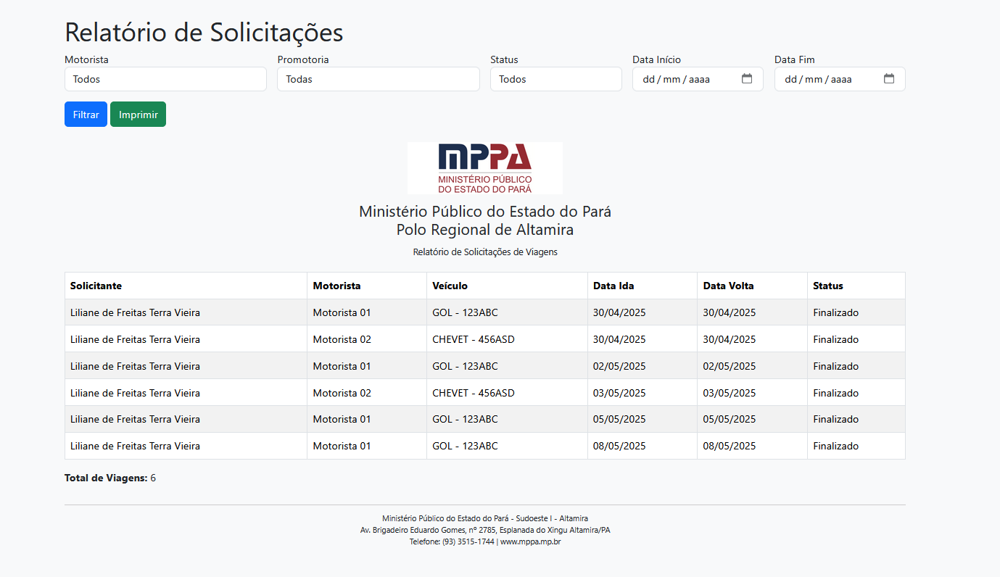 Relatório de Solicitações
Motorista Promotoria Status Data Início Data Fim
Todos Todas Todos dd/mm/aaaa dd/mm/aaaa
Filtrar Imprimir
MPPA
MINISTÉRIO PÚBLICO
DO ESTADO DO PARÁ
Ministério Público do Estado do Pará
Polo Regional de Altamira
Relatório de Solicitações de Viagens
Solicitante Motorista Veículo Data Ida Data Volta Status
Liliane de Freitas Terra Vieira Motorista 01 GOL - 123ABC 30/04/2025 30/04/2025 Finalizado
Liliane de Freitas Terra Vieira Motorista 02 CHEVET - 456ASD 30/04/2025 30/04/2025 Finalizado
Liliane de Freitas Terra Vieira Motorista 01 GOL - 123ABC 02/05/2025 02/05/2025 Finalizado
Liliane de Freitas Terra Vieira Motorista 02 CHEVET - 456ASD 03/05/2025 03/05/2025 Finalizado
Liliane de Freitas Terra Vieira Motorista 01 GOL - 123ABC 05/05/2025 05/05/2025 Finalizado
Liliane de Freitas Terra Vieira Motorista 01 GOL - 123ABC 08/05/2025 08/05/2025 Finalizado
Total de Viagens: 6
Ministério Público do Estado do Pará - Sudoeste I - Altamira
Av. Brigadeiro Eduardo Gomes, nº 2785, Esplanada do Xingu Altamira/PA
Telefone: (93) 3515-1744 | www.mppa.mp.br